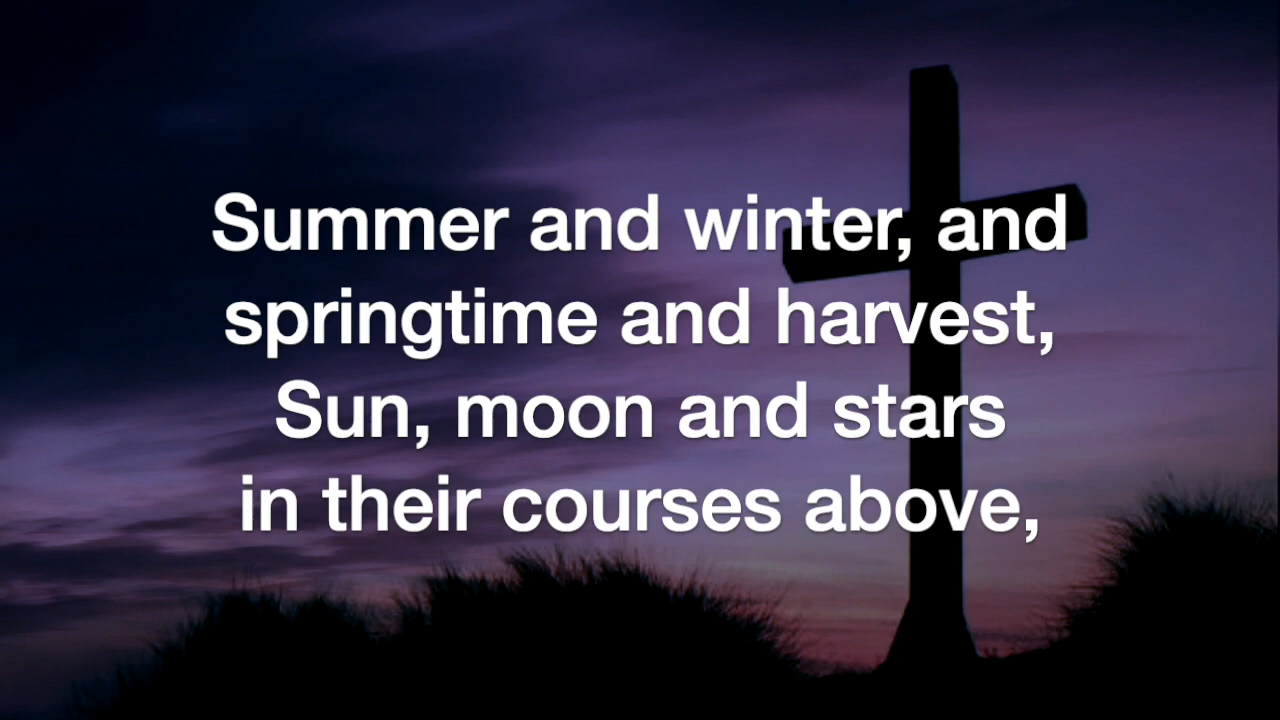 Summer and winter, and
springtime and harvest,
Sun, moon and stars
in their courses above,